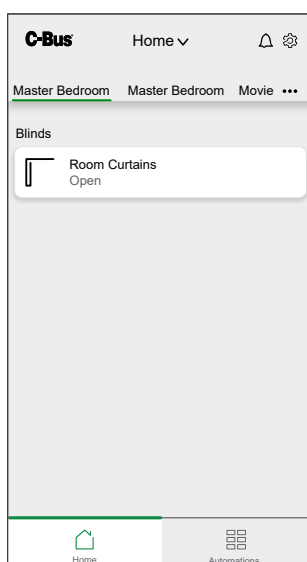 C-Bus Home
Master Bedroom Master Bedroom Movie •••
Blinds
Room Curtains
Open
Home Automations